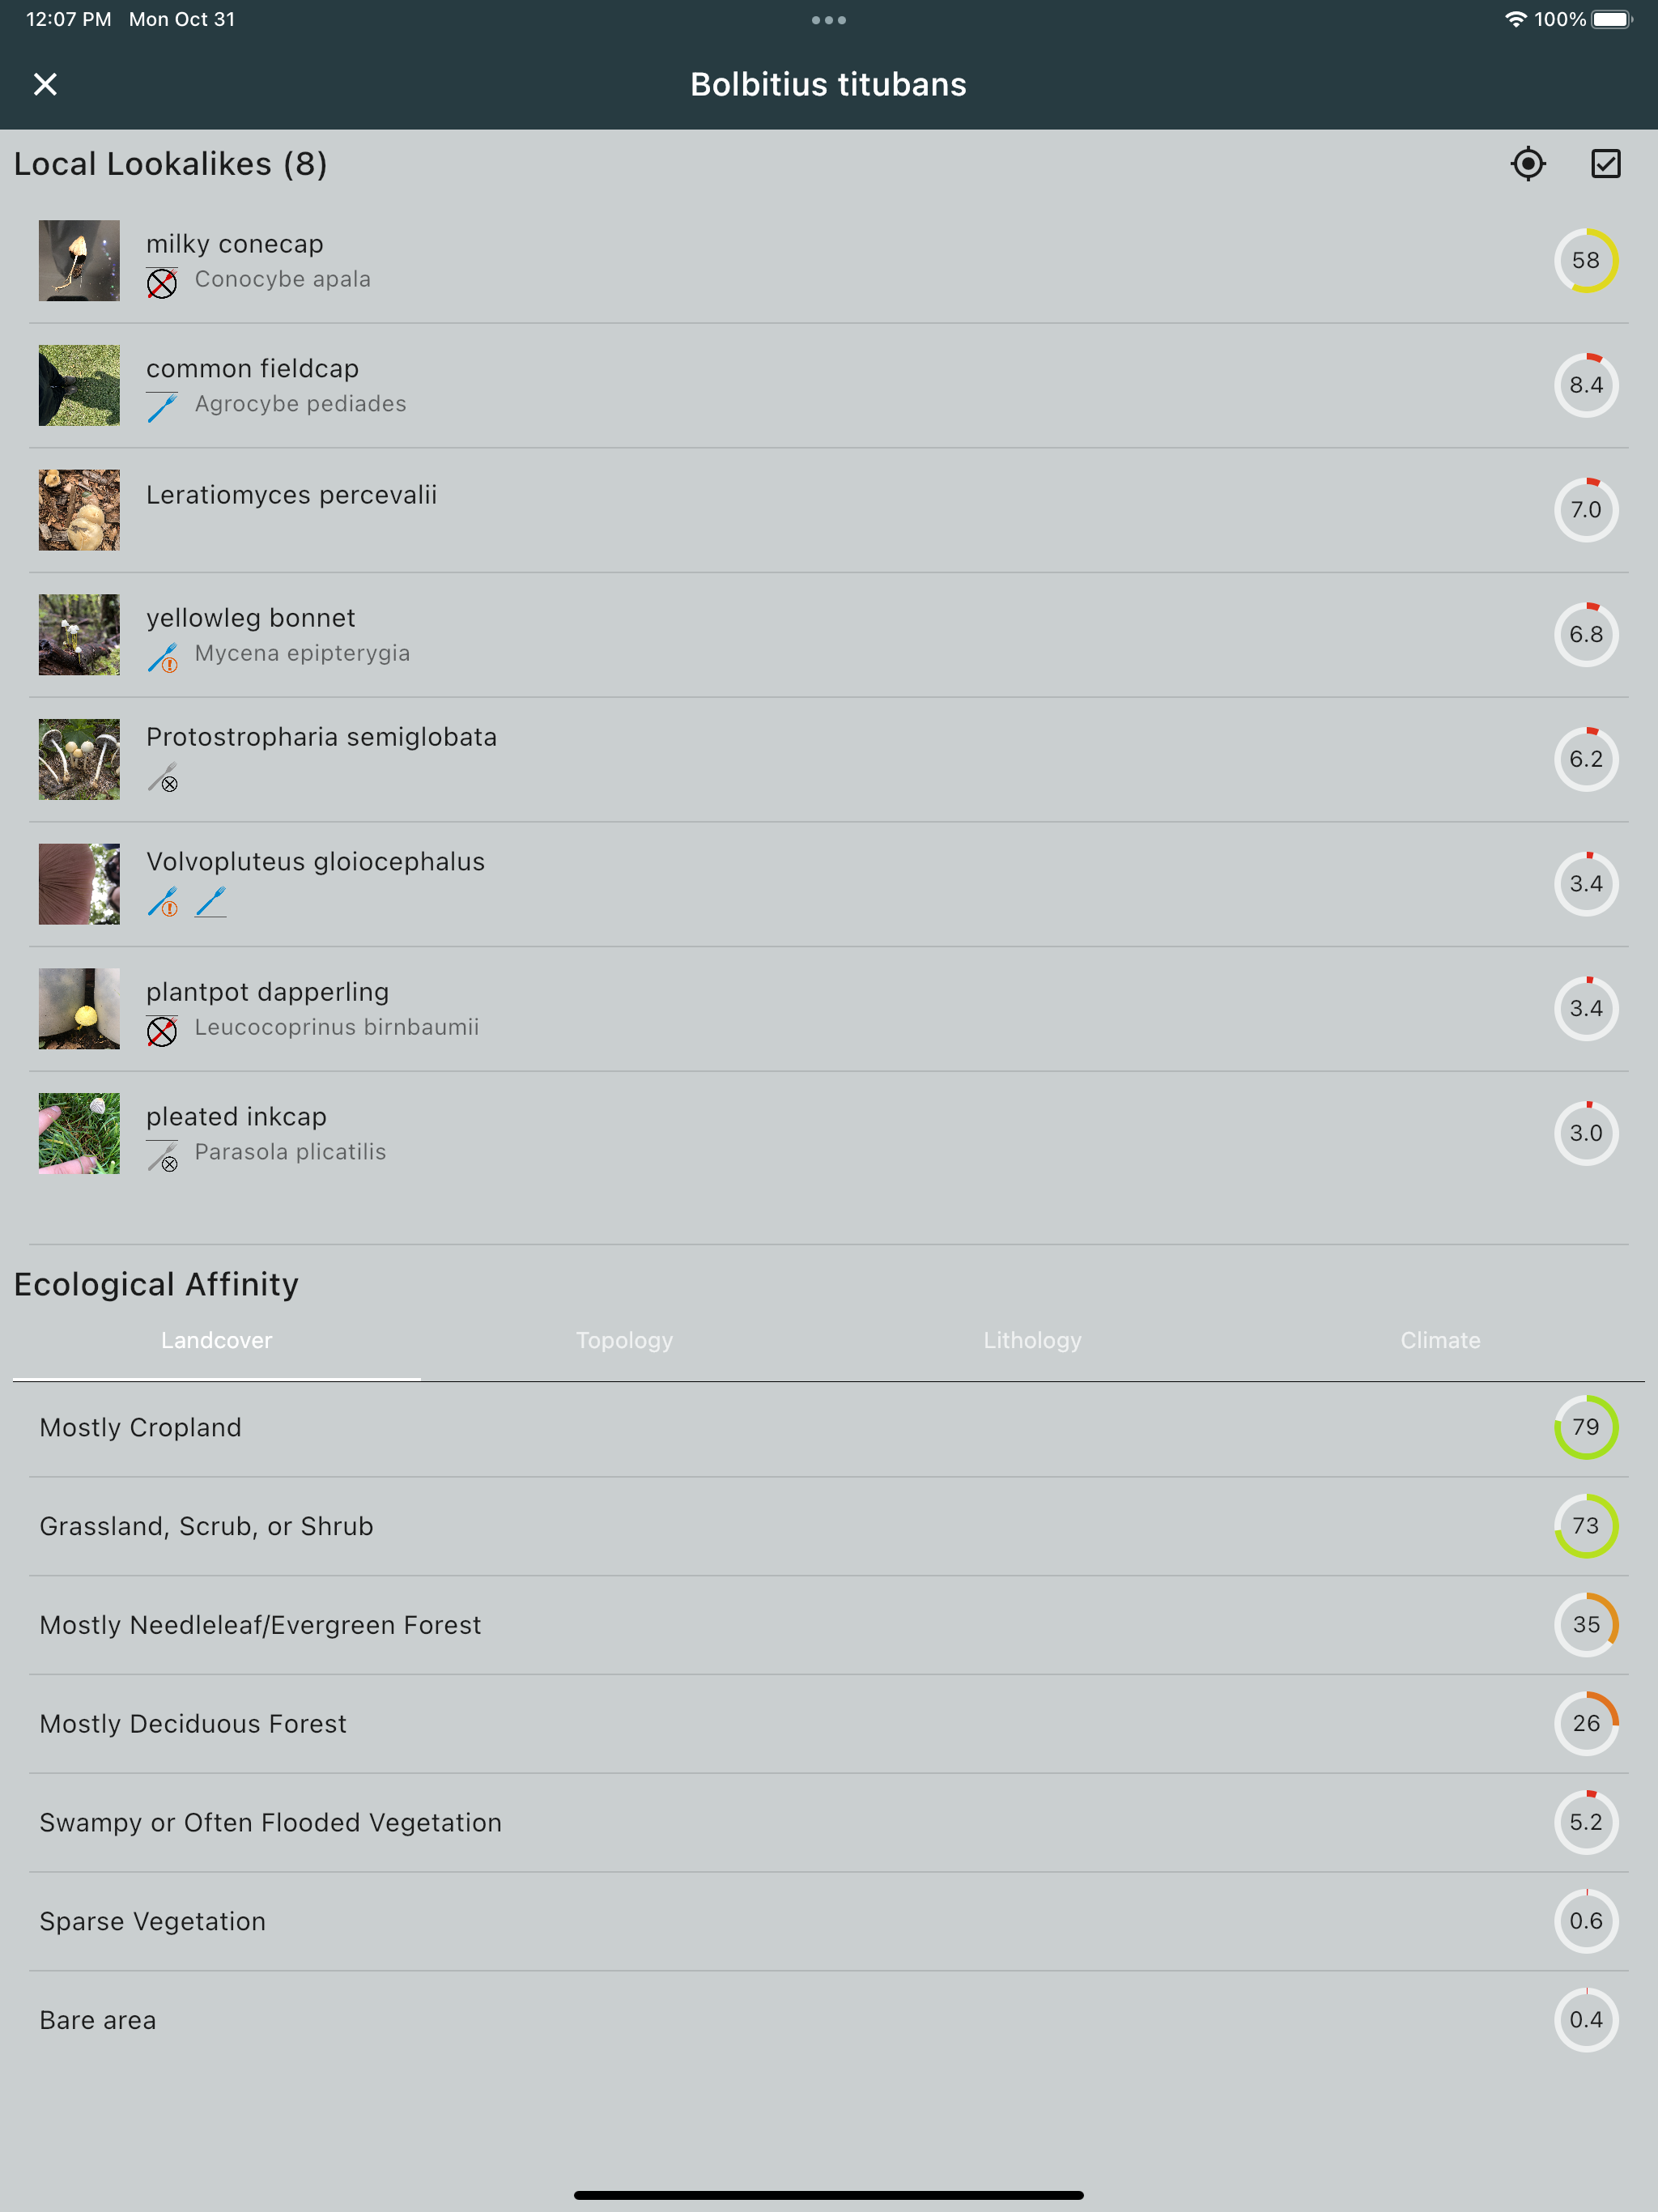 12:07 PM Mon Oct 31
100%
Bolbitius titubans
Local Lookalikes (8)
milky conecap
Conocybe apala
58
common fieldcap
Agrocybe pediades
8.4
Leratiomyces percevalii
7.0
yellowleg bonnet
Mycena epipterygia
6.8
Protostropharia semiglobata
6.2
Volvopluteus gloiocephalus
3.4
plantpot dapperling
Leucocoprinus birnbaumii
3.4
pleated inkcap
Parasola plicatilis
3.0
Ecological Affinity
Landcover Topology Lithology Climate
Mostly Cropland
79
Grassland, Scrub, or Shrub
73
Mostly Needleleaf/Evergreen Forest
35
Mostly Deciduous Forest
26
Swampy or Often Flooded Vegetation
5.2
Sparse Vegetation
0.6
Bare area
0.4